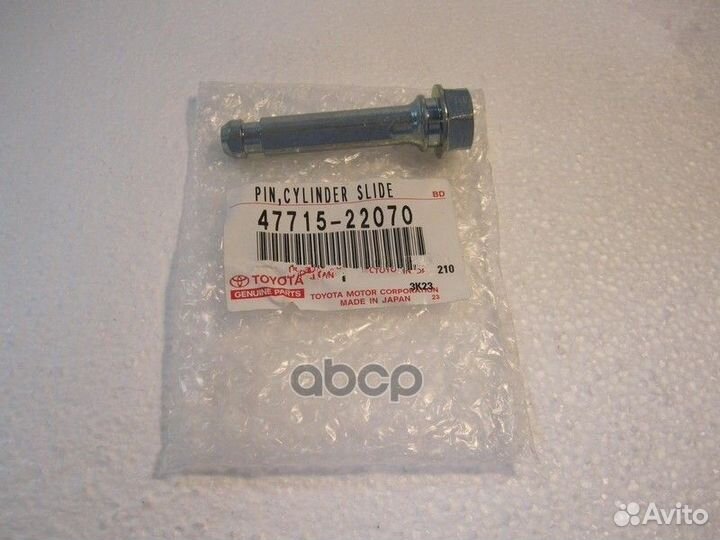 PIN,CYLINDER SLIDE
BD
47715-22070
TOYOTA
GENUINE PARTS
210
3K23
TOYOTA MOTOR CORPORATION
MADE IN JAPAN
23
abcp
Avito